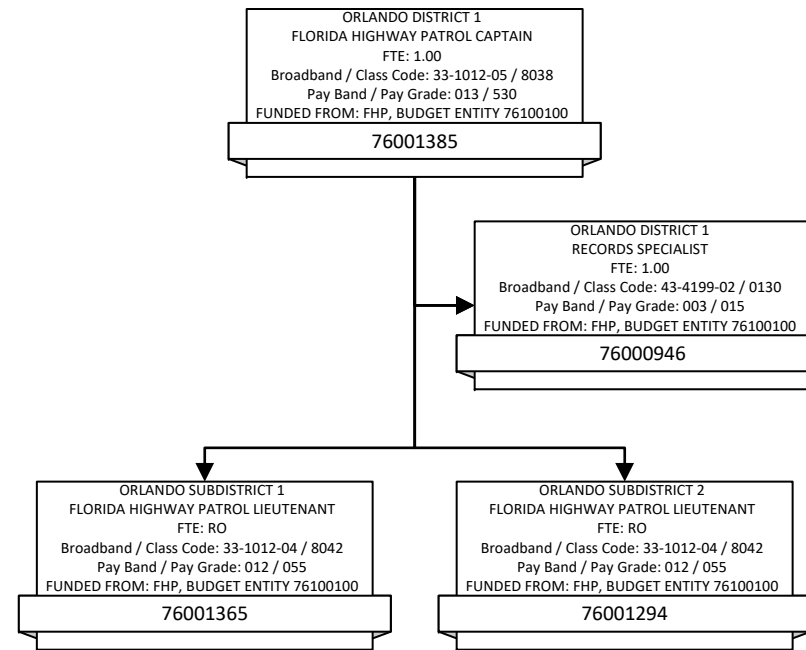 ORLANDO DISTRICT 1
FLORIDA HIGHWAY PATROL CAPTAIN
FTE: 1.00
Broadband / Class Code: 33-1012-05 / 8038
Pay Band / Pay Grade: 013 / 530
FUNDED FROM: FHP, BUDGET ENTITY 76100100
76001385
ORLANDO DISTRICT 1
RECORDS SPECIALIST
FTE: 1.00
Broadband / Class Code: 43-4199-02 / 0130
Pay Band / Pay Grade: 003 / 015
FUNDED FROM: FHP, BUDGET ENTITY 76100100
76000946
ORLANDO SUBDISTRICT 1
FLORIDA HIGHWAY PATROL LIEUTENANT
FTE: RO
Broadband / Class Code: 33-1012-04 / 8042
Pay Band / Pay Grade: 012 / 055
FUNDED FROM: FHP, BUDGET ENTITY 76100100
76001365
ORLANDO SUBDISTRICT 2
FLORIDA HIGHWAY PATROL LIEUTENANT
FTE: RO
Broadband / Class Code: 33-1012-04 / 8042
Pay Band / Pay Grade: 012 / 055
FUNDED FROM: FHP, BUDGET ENTITY 76100100
76001294